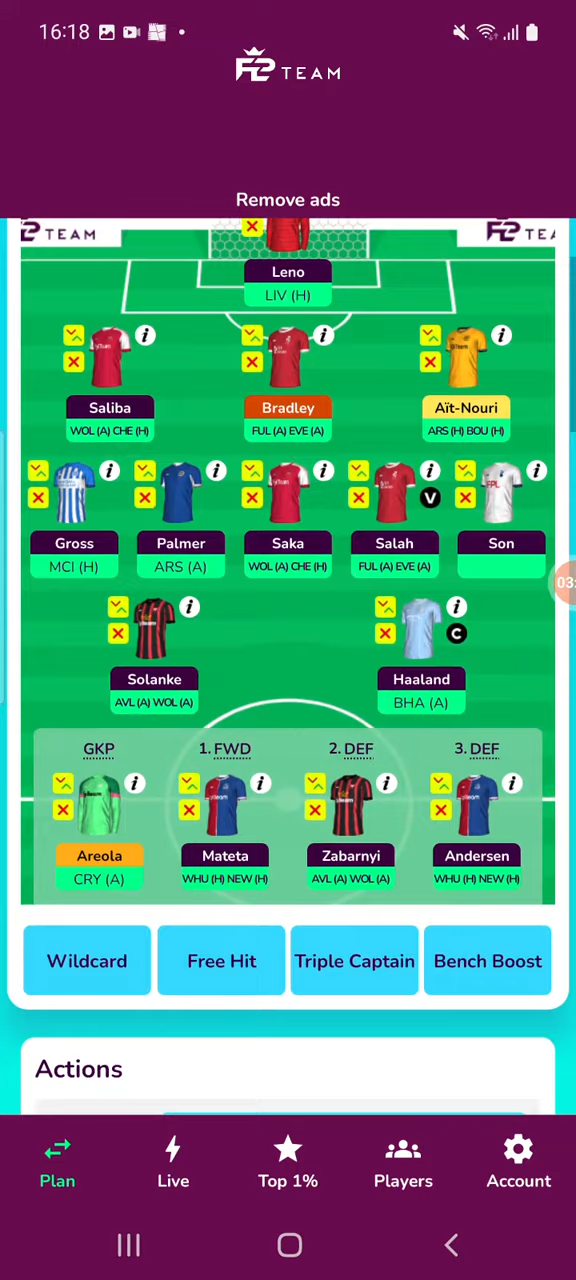 16:18
TEAM
Remove ads
TEAM
Leno
LIV (H)
i i i
Saliba Bradley Aït-Nouri
WOL (A) CHE (H) FUL (A) EVE (A) ARS (H) BOU (H)
i i i i i
FPL
V
Gross Palmer Saka Salah Son
MCI (H) ARS (A) WOL (A) CHE (H) FUL (A) EVE (A)
i i
C
Solanke Haaland
AVL (A) WOL (A) BHA (A)
GKP 1. FWD 2. DEF 3. DEF
i i i i
Areola Mateta Zabarnyi Andersen
CRY (A) WHU (H) NEW (H) AVL (A) WOL (A) WHU (H) NEW (H)
Wildcard Free Hit Triple Captain Bench Boost
Actions
Plan Live Top 1% Players Account